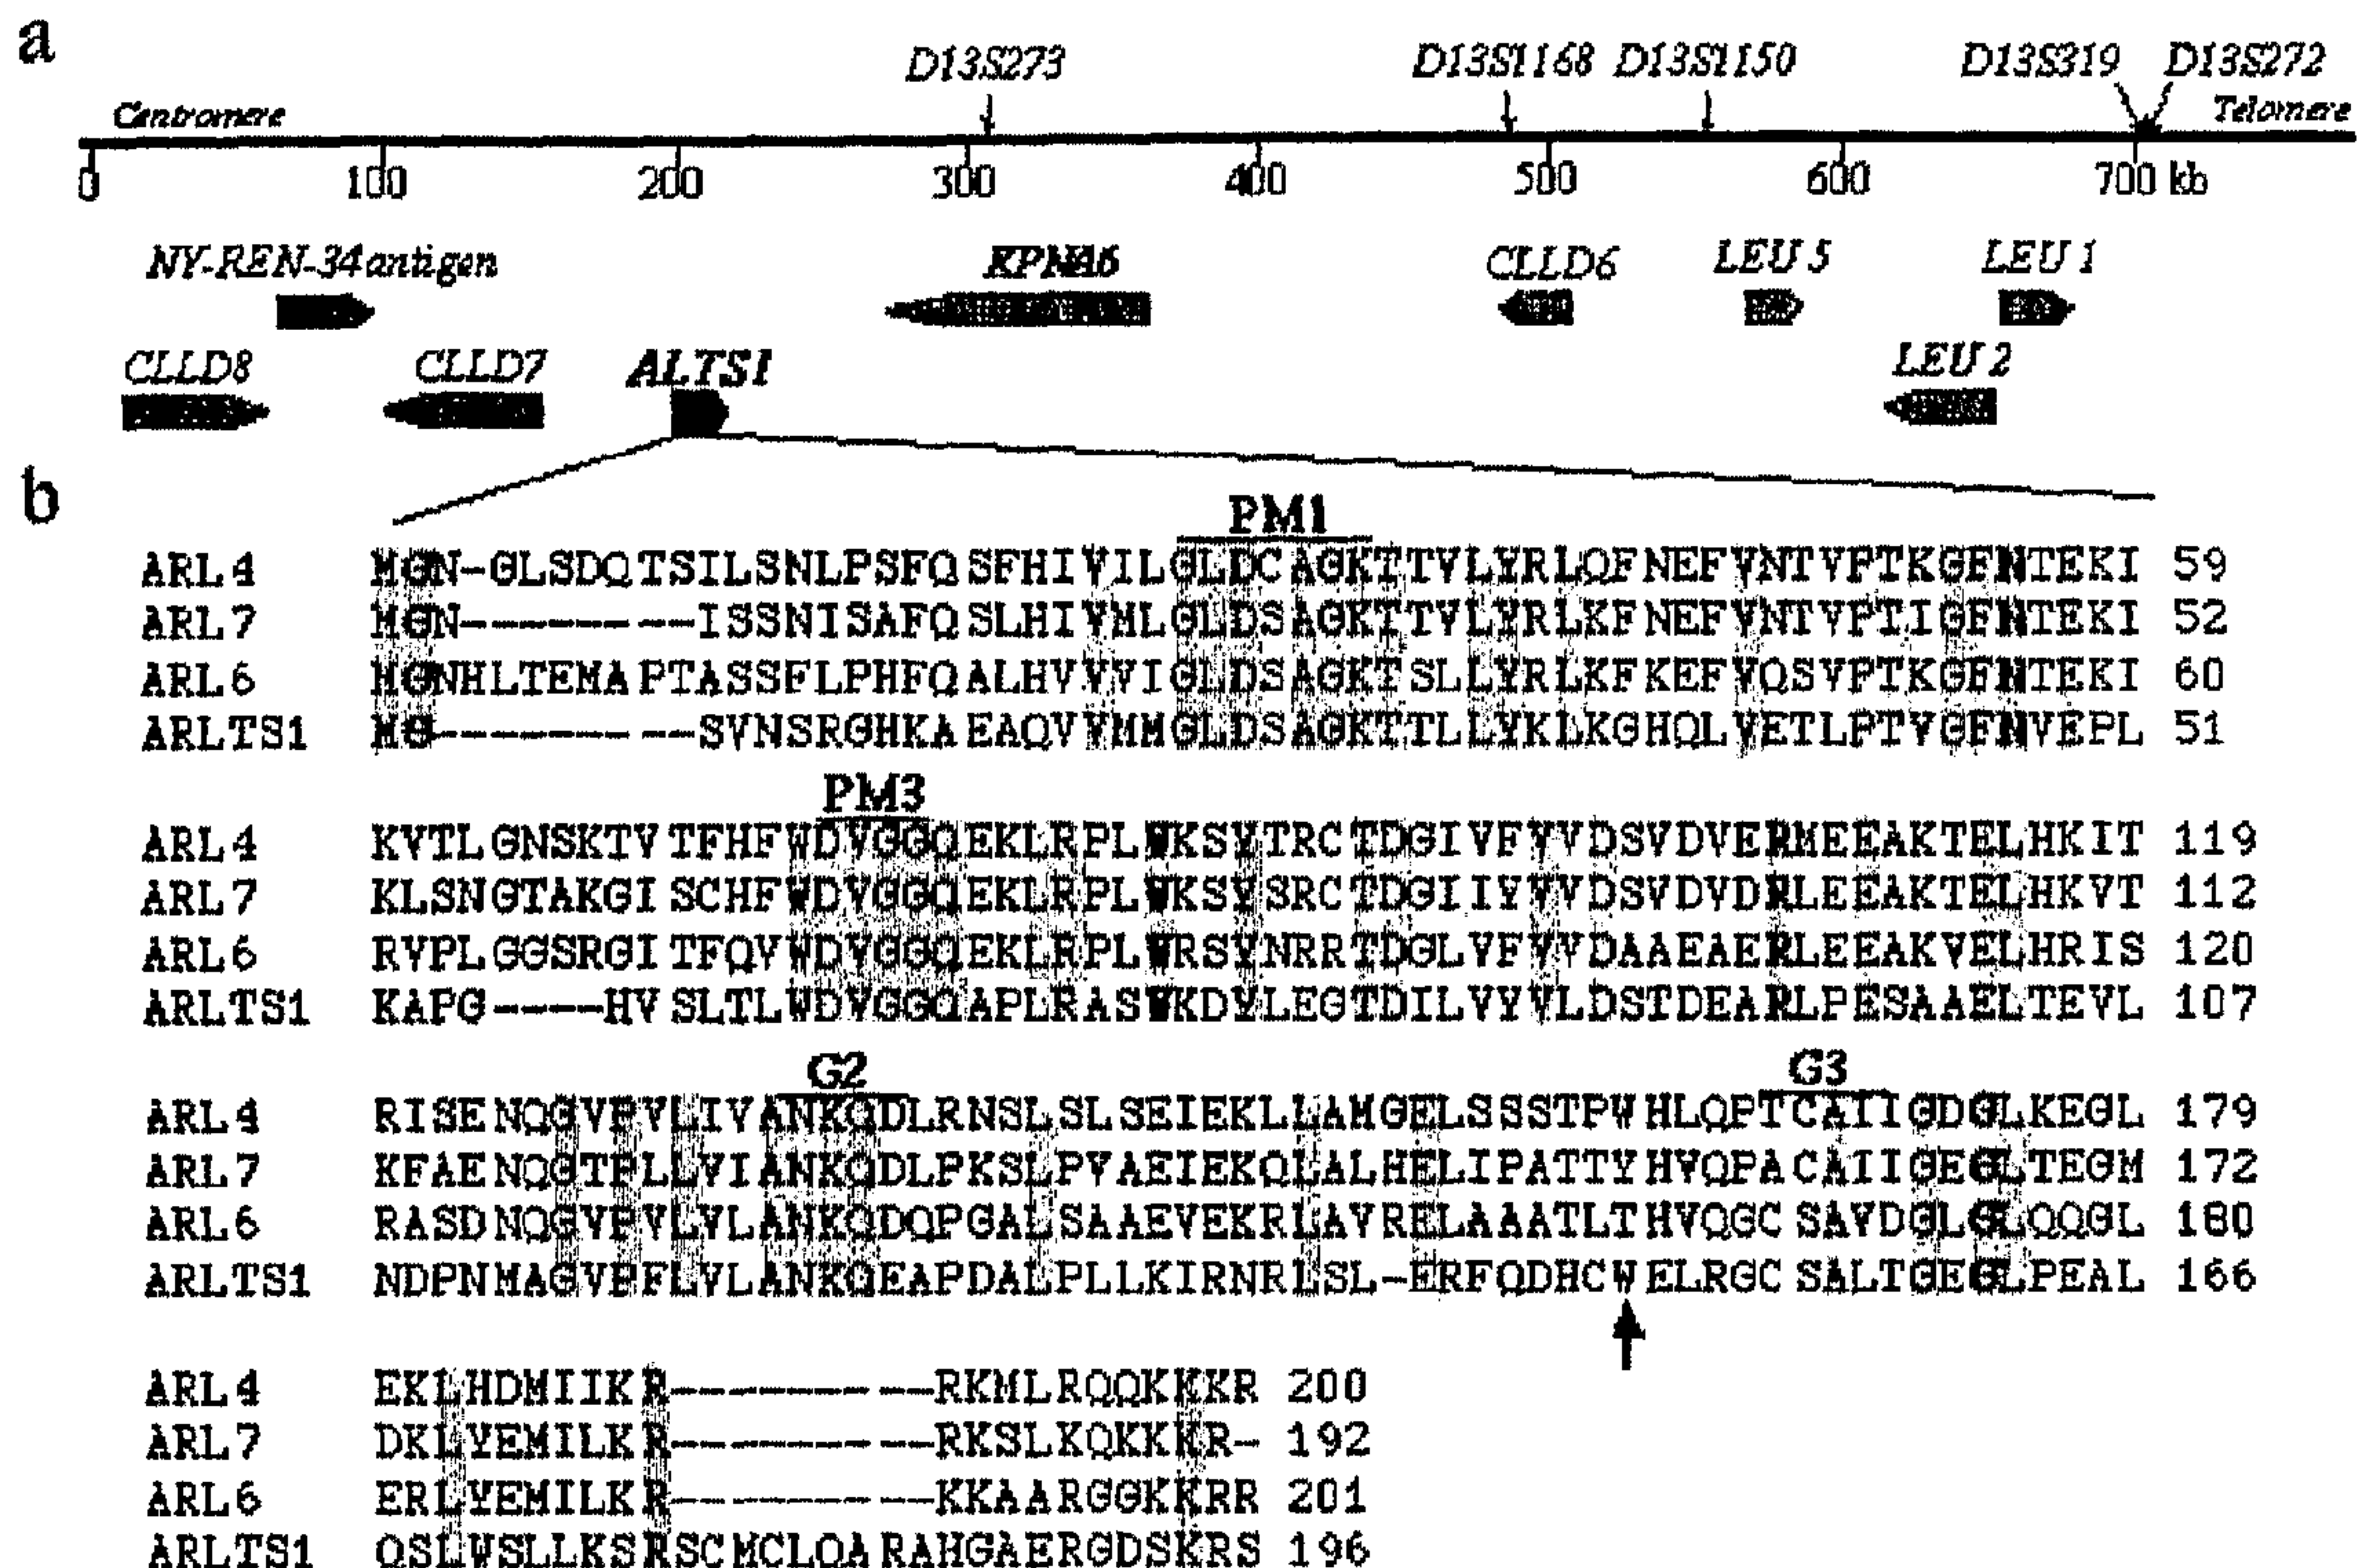 a
D13S273 D13S1168 D13S1150 D13S319 D13S272
Centromere Telomere
0 100 200 300 400 500 600 700 kb
NY-REN-34 antigen KPNA6 CLLD6 LEU 5 LEU 1
CLLD8 CLLD7 ALTS1 LEU 2
b
PM1
ARL4 MGN-GLSDQTSILSNLPSFQSFHIVILGLDCAGKTTVLYRLQFNEFVNTVPTKGFNTEKI 59
ARL7 MGN--------ISSNISAFQSLHIVMLGLDSAGKTTVLYRLKFNEFVNTVPTIGFNTEKI 52
ARL6 MGNHLTEMAPTASSFLPHFQALHVVVIGLDSAGKTSLLYRLKFKEFVQSVPTKGFNTEKI 60
ARLTS1 MG---------SVNSRGHKAEAQVVMMGLDSAGKTTLLYKLKGHQLVETLPTVGFNVEPL 51
PM3
ARL4 KVTLGNSKTVTFHFWDVGGQEKLRPLWKSYTRCTDGIVFVVDSVDVERMEEAKTELHKIT 119
ARL7 KLSNGTAKGISCHFWDVGGQEKLRPLWKSYSRCTDGIIYVVDSVDVDRLEEAKTELHKVT 112
ARL6 RVPLGGSRGITFQVWDVGGQEKLRPLWRSYNRRTDGLVFVVDAAEAERLEEAKVELHRIS 120
ARLTS1 KAPG----HVSLTLWDVGGQAPLRASWKDYLEGTDILVYVLDSTDEARLPESAAELTEVL 107
G2 G3
ARL4 RISENQGVPVLIVANKQDLRNSLSLSEIEKLLAMGELSSSTPWHLQPTCAIIGDGLKEGL 179
ARL7 KFAENQGTPLLVIANKQDLPKSLPVAEIEKQLALHELIPATTYHVQPACAIIGEGLTEGM 172
ARL6 RASDNQGVPVLVLANKQDQPGALSAAEVEKRLAVRELAAATLTHVQGCSAVDGLGLQQGL 180
ARLTS1 NDPNMAGVPFLVLANKQEAPDALPLLKIRNRLSL-ERFQDHCWELRGCSALTGEGLPEAL 166
ARL4 EKLHDMIIKR---------RKMLRQQKKKR 200
ARL7 DKLYEMILKR---------RKSLKQKKKR- 192
ARL6 ERLYEMILKR---------KKAARGGKKRR 201
ARLTS1 QSLWSLLKSRSCMCLQARAHGAERGDSKRS 196